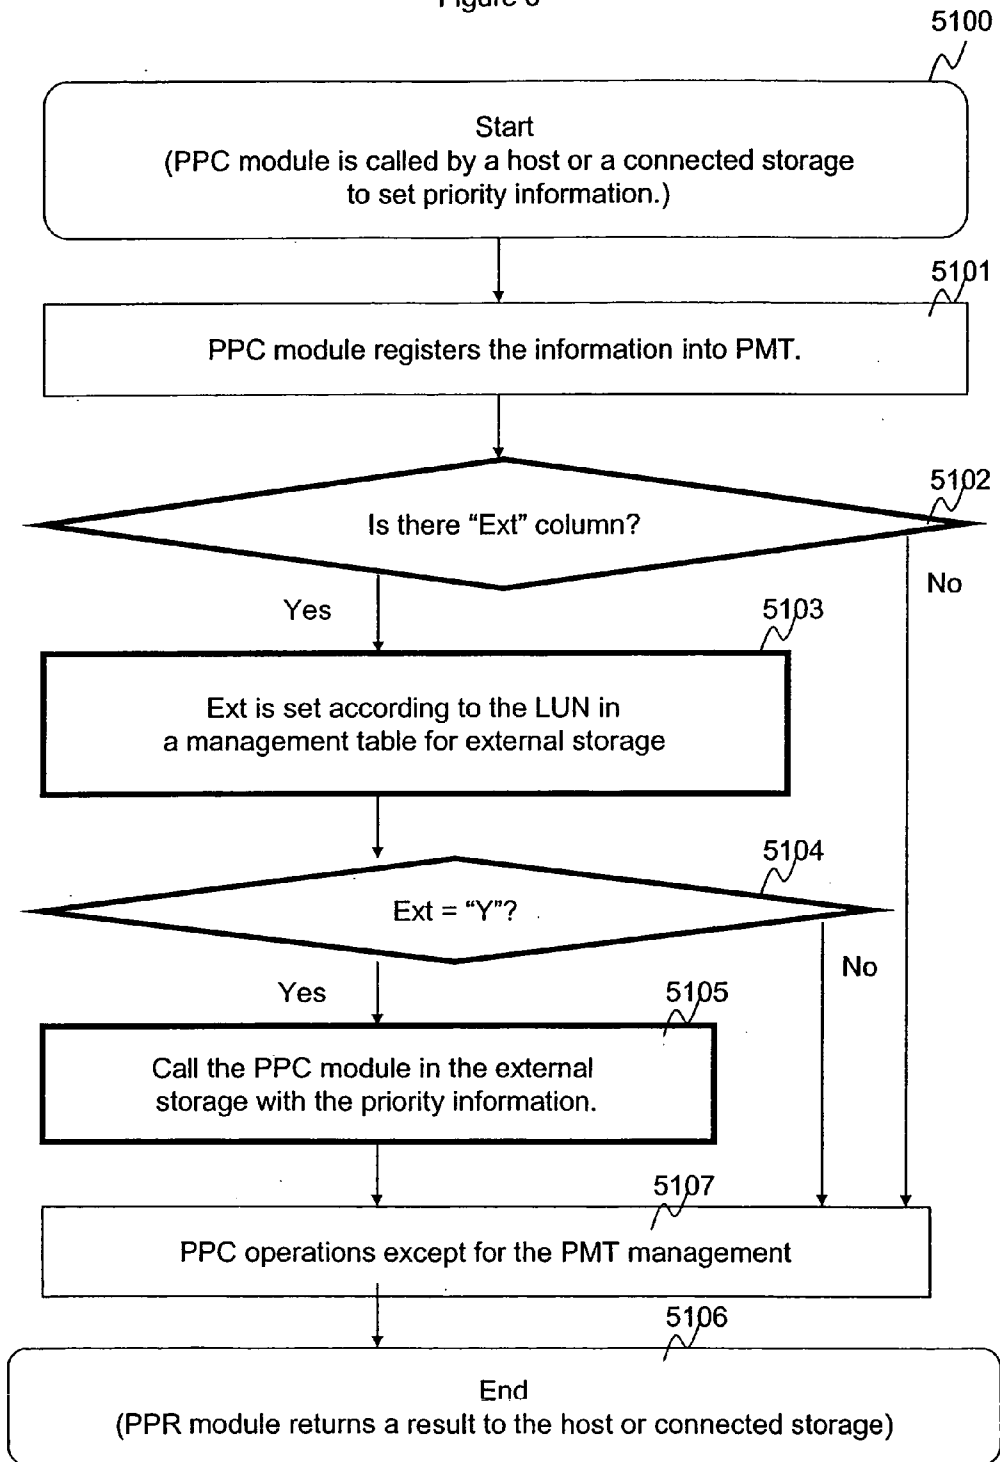 5100
Start
(PPC module is called by a host or a connected storage
to set priority information.)
5101
PPC module registers the information into PMT.
5102
Is there “Ext” column?
No
Yes
5103
Ext is set according to the LUN in
a management table for external storage
5104
Ext = “Y”?
No
Yes
5105
Call the PPC module in the external
storage with the priority information.
5107
PPC operations except for the PMT management
5106
End
(PPR module returns a result to the host or connected storage)